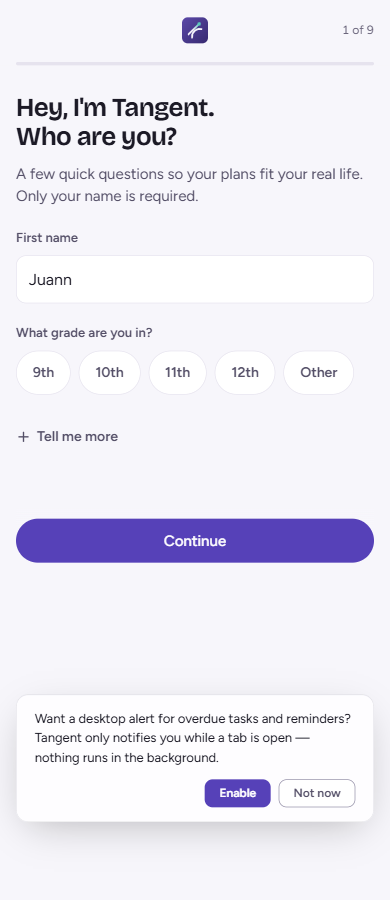 1 of 9
Hey, I'm Tangent.
Who are you?
A few quick questions so your plans fit your real life.
Only your name is required.
First name
Juann
What grade are you in?
9th 10th 11th 12th Other
+ Tell me more
Continue
Want a desktop alert for overdue tasks and reminders?
Tangent only notifies you while a tab is open —
nothing runs in the background.
Enable Not now